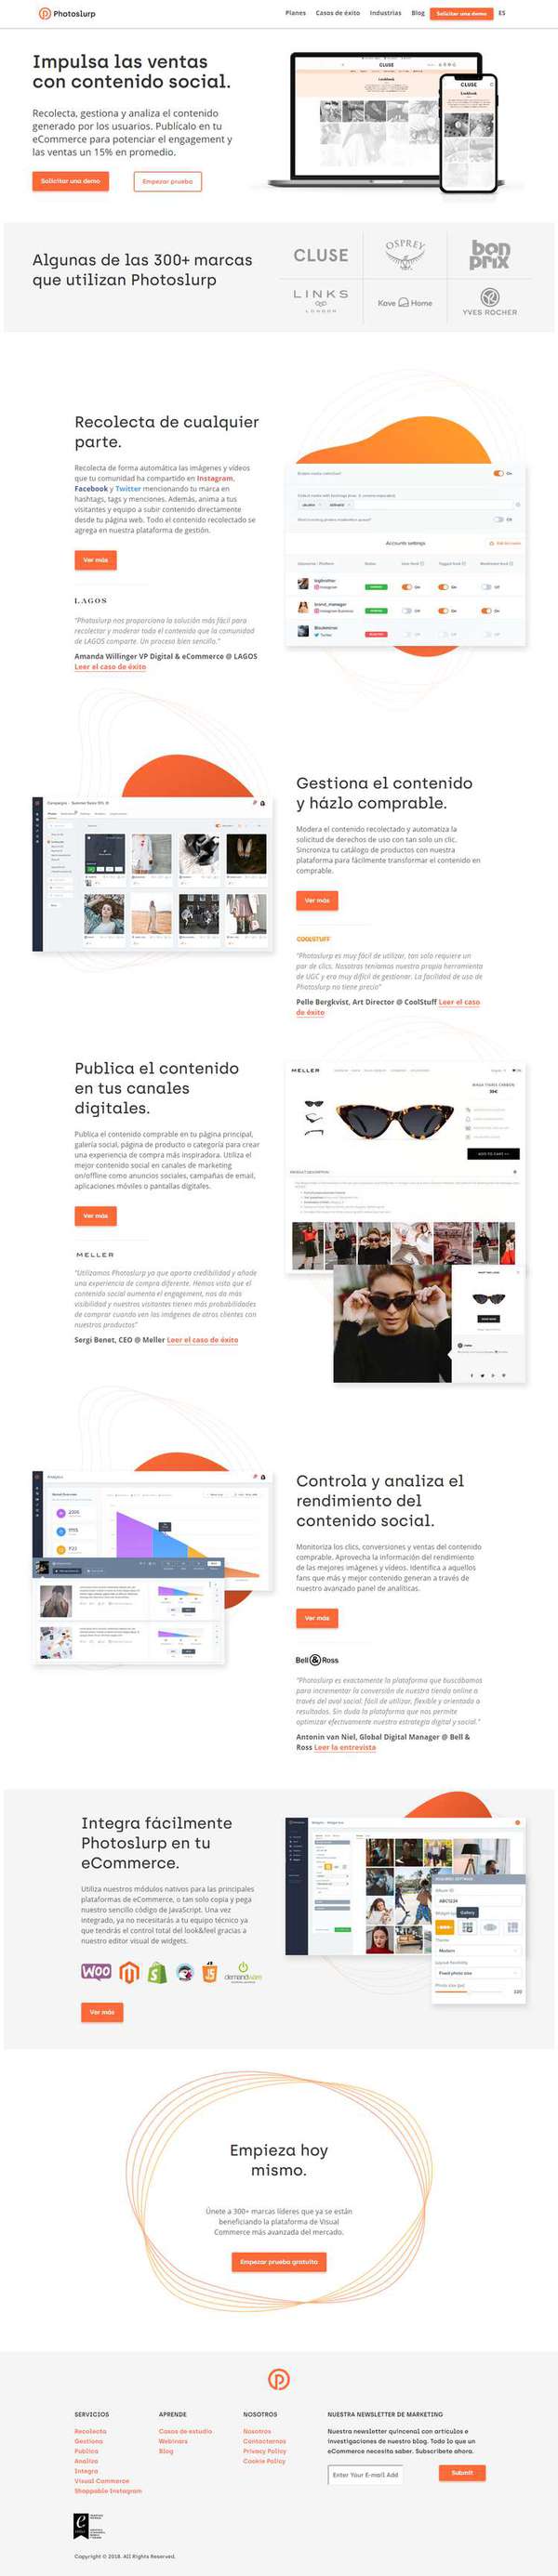 Photoslurp
Planes Casos de éxito Industrias Blog Solicitar una demo ES
Impulsa las ventas
con contenido social.
Recolecta, gestiona y analiza el contenido
generado por los usuarios. Publícalo en tu
eCommerce para potenciar el engagement y
las ventas un 15% en promedio.
Solicitar una demo Empezar prueba
CLUSE
CLUSE
Algunas de las 300+ marcas
que utilizan Photoslurp
CLUSE
OSPREY
bon
prix
LINKS
LONDON
Kave Home
YVES ROCHER
Recolecta de cualquier
parte.
Recolecta de forma automática las imágenes y vídeos
que tu comunidad ha compartido en Instagram,
Facebook y Twitter mencionando tu marca en
hashtags, tags y menciones. Además, anima a tus
visitantes y equipo a subir contenido directamente
desde tu página web. Todo el contenido recolectado se
agrega en nuestra plataforma de gestión.
Ver más
LAGOS
"Photoslurp nos proporciona la solución más fácil para
recolectar y moderar todo el contenido que la comunidad
de LAGOS comparte. Un proceso bien sencillo."
Amanda Willinger VP Digital & eCommerce @ LAGOS
Leer el caso de éxito
Accounts settings
Gestiona el contenido
y házlo comprable.
Modera el contenido recolectado y automatiza la
solicitud de derechos de uso con tan solo un clic.
Sincroniza tu catálogo de productos con nuestra
plataforma para fácilmente transformar el contenido en
comprable.
Ver más
COOLSTUFF
"Photoslurp es muy fácil de utilizar, tan solo requiere un
par de clics. Nosotros teníamos nuestra propia herramienta
de UGC y era muy difícil de gestionar. La facilidad de uso de
Photoslurp no tiene precio"
Pelle Bergkvist, Art Director @ CoolStuff Leer el caso
de éxito
Publica el contenido
en tus canales
digitales.
Publica el contenido comprable en tu página principal,
galería social, página de producto o categoría para crear
una experiencia de compra más inspiradora. Utiliza el
mejor contenido social en canales de marketing
on/offline como anuncios sociales, campañas de email,
aplicaciones móviles o pantallas digitales.
Ver más
MELLER
"Utilizamos Photoslurp ya que aporta credibilidad y añade
una experiencia de compra diferente. Hemos visto que el
contenido social aumenta el engagement, nos da más
visibilidad y nuestros visitantes tienen más probabilidades
de comprar cuando ven las imágenes de otros clientes con
nuestros productos"
Sergi Benet, CEO @ Meller Leer el caso de éxito
MELLER
ADD TO CART
PRODUCT DESCRIPTION
Controla y analiza el
rendimiento del
contenido social.
Monitoriza los clics, conversiones y ventas del contenido
comprable. Aprovecha la información del rendimiento
de las mejores imágenes y vídeos. Identifica a aquellos
fans que más y mejor contenido generan a través de
nuestro avanzado panel de analíticas.
Ver más
Bell & Ross
"Photoslurp es exactamente la plataforma que buscábamos
para incrementar la conversión de nuestra tienda online a
través del aval social: fácil de utilizar, flexible y orientada a
resultados. Sin duda la plataforma que nos permite
optimizar efectivamente nuestra estrategia digital y social."
Antonin van Niel, Global Digital Manager @ Bell &
Ross Leer la entrevista
Integra fácilmente
Photoslurp en tu
eCommerce.
Utiliza nuestros módulos nativos para las principales
plataformas de eCommerce, o tan solo copia y pega
nuestro sencillo código de JavaScript. Una vez
integrado, ya no necesitarás a tu equipo técnico ya
que tendrás el control total del look&feel gracias a
nuestro editor visual de widgets.
WOO
demandware
Ver más
Album ID
ABC1234
Gallery
Theme
Modern
Fixed photo size
Empieza hoy
mismo.
Únete a 300+ marcas líderes que ya se están
beneficiando la plataforma de Visual
Commerce más avanzada del mercado.
Empezar prueba gratuita
SERVICIOS
Recolecta
Gestiona
Publica
Analiza
Integra
Visual Commerce
Shoppable Instagram
APRENDE
Casos de estudio
Webinars
Blog
NOSOTROS
Nosotros
Contactarnos
Privacy Policy
Cookie Policy
NUESTRA NEWSLETTER DE MARKETING
Nuestra newsletter quincenal con artículos e
investigaciones de nuestro blog. Todo lo que un
eCommerce necesita saber. Subscríbete ahora.
Enter Your E-mail Add Submit
Copyright © 2018. All Rights Reserved.